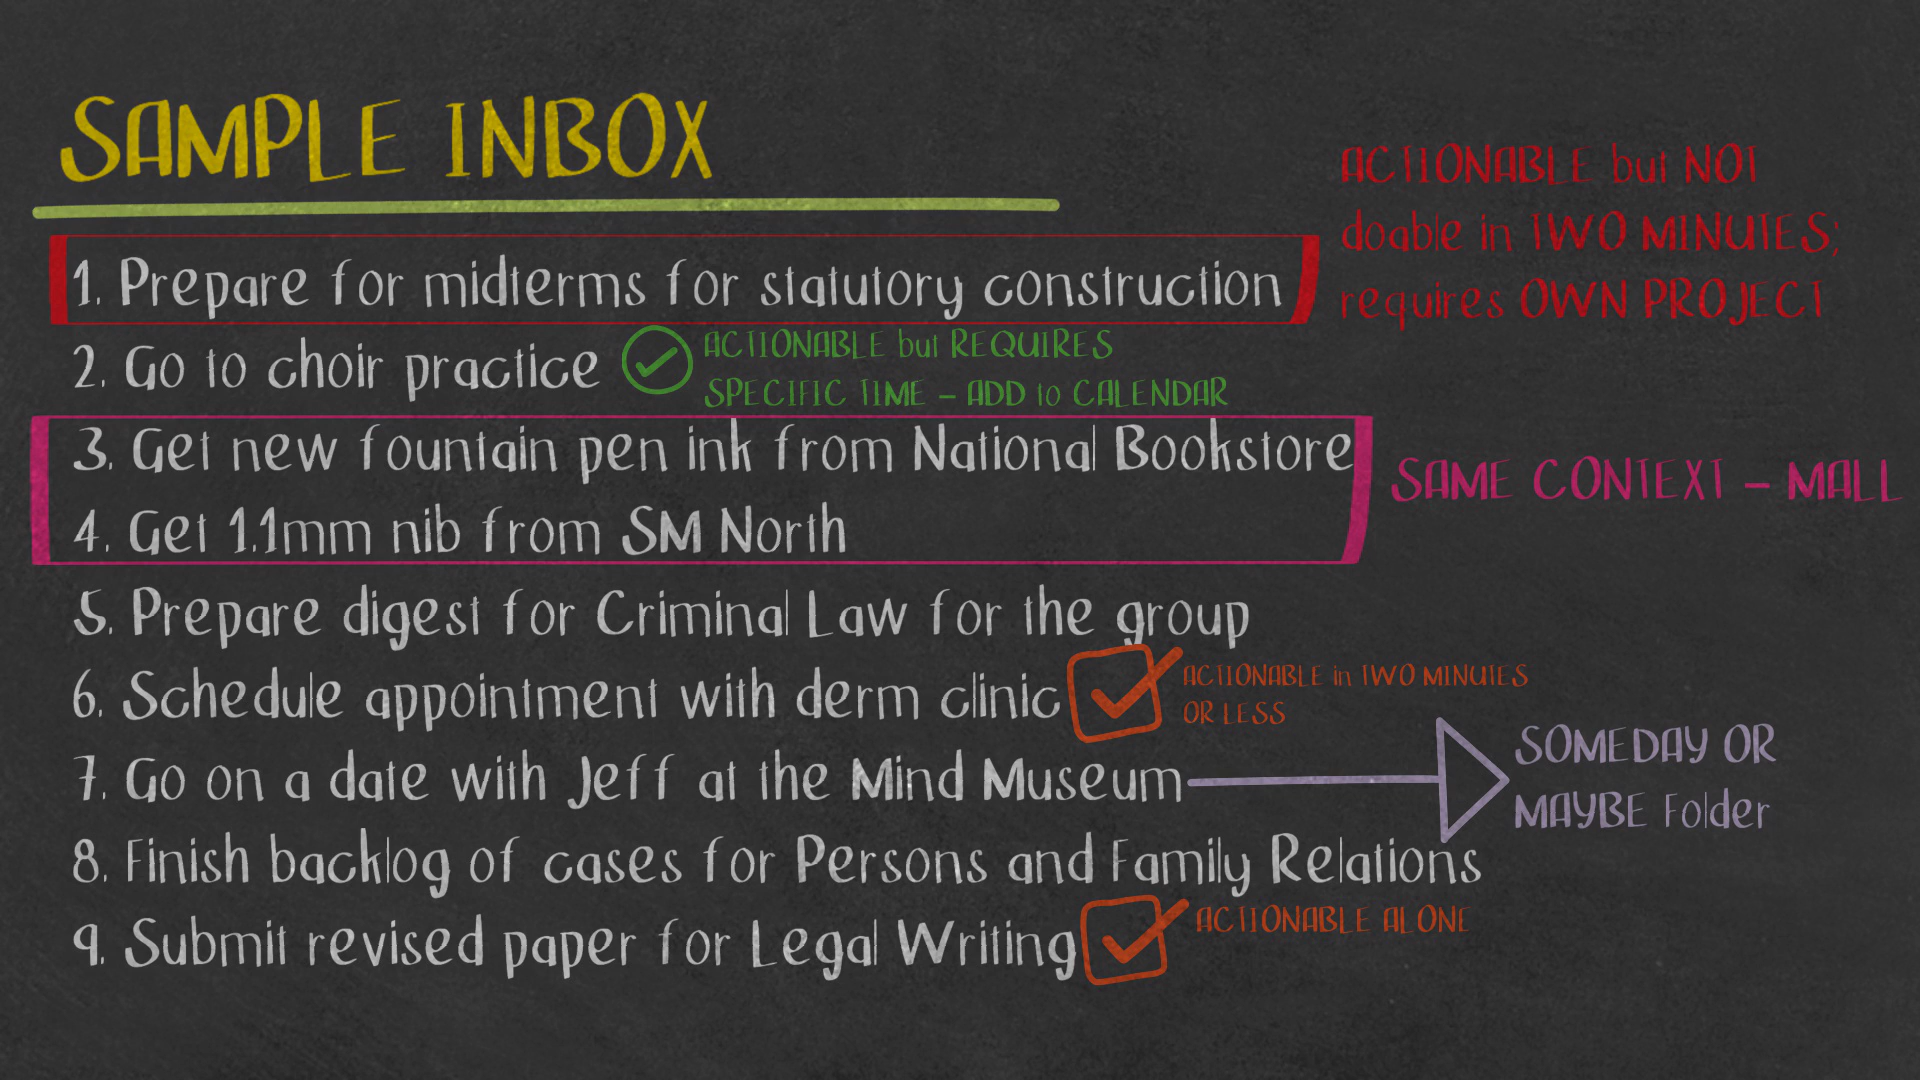 SAMPLE INBOX
ACTIONABLE but NOT
doable in TWO MINUTES;
requires OWN PROJECT
1. Prepare for midterms for statutory construction
2. Go to choir practice
ACTIONABLE but REQUIRES
SPECIFIC TIME - ADD to CALENDAR
3. Get new fountain pen ink from National Bookstore
4. Get 1.1mm nib from SM North
SAME CONTEXT - MALL
5. Prepare digest for Criminal Law for the group
6. Schedule appointment with derm clinic
ACTIONABLE in TWO MINUTES
OR LESS
7. Go on a date with Jeff at the Mind Museum
SOMEDAY OR
MAYBE Folder
8. Finish backlog of cases for Persons and Family Relations
9. Submit revised paper for Legal Writing
ACTIONABLE ALONE